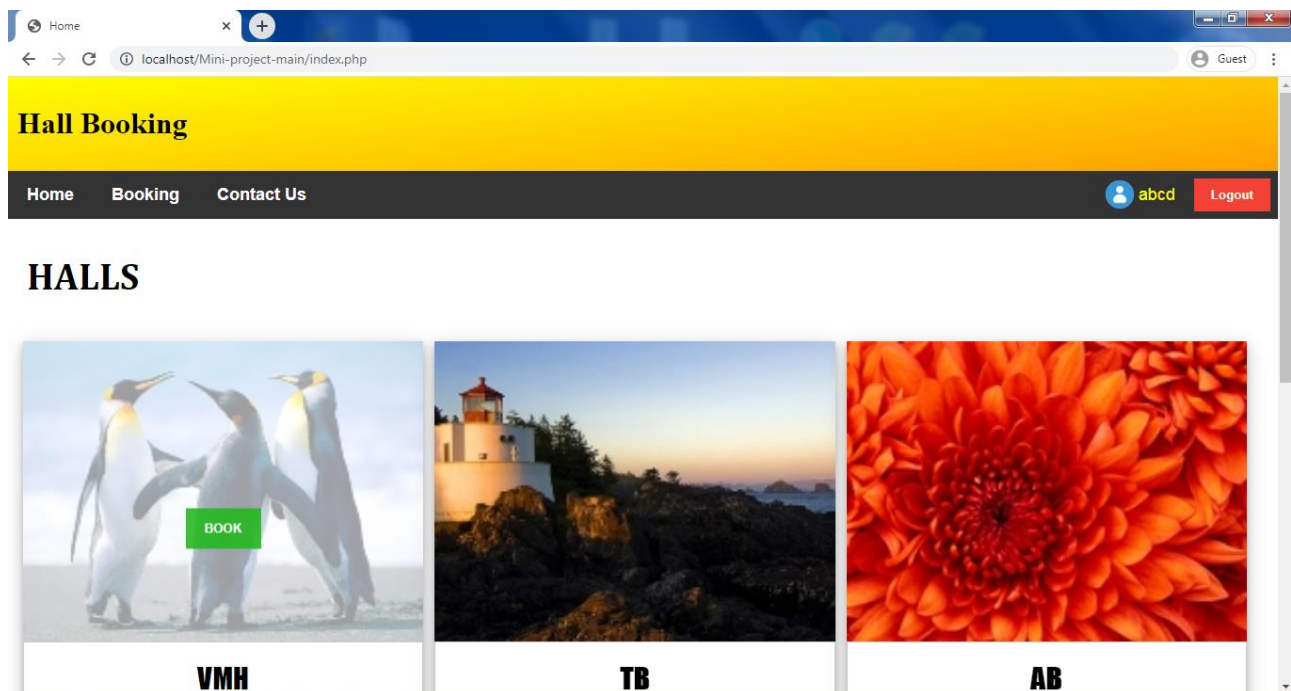 Home
localhost/Mini-project-main/index.php
Guest
Hall Booking
Home Booking Contact Us abcd Logout
HALLS
BOOK
VMH TB AB